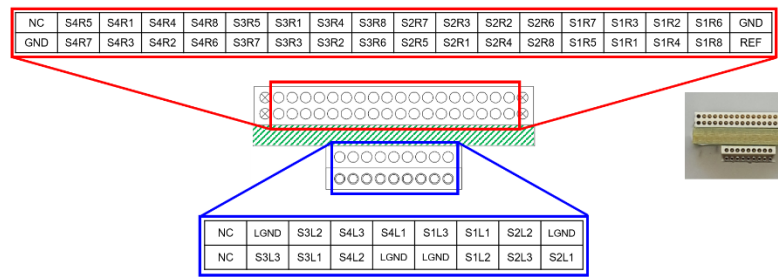 NC S4R5 S4R1 S4R4 S4R8 S3R5 S3R1 S3R4 S3R8 S2R7 S2R3 S2R2 S2R6 S1R7 S1R3 S1R2 S1R6 GND
GND S4R7 S4R3 S4R2 S4R6 S3R7 S3R3 S3R2 S3R6 S2R5 S2R1 S2R4 S2R8 S1R5 S1R1 S1R4 S1R8 REF
NC LGND S3L2 S4L3 S4L1 S1L3 S1L1 S2L2 LGND
NC S3L3 S3L1 S4L2 LGND LGND S1L2 S2L3 S2L1